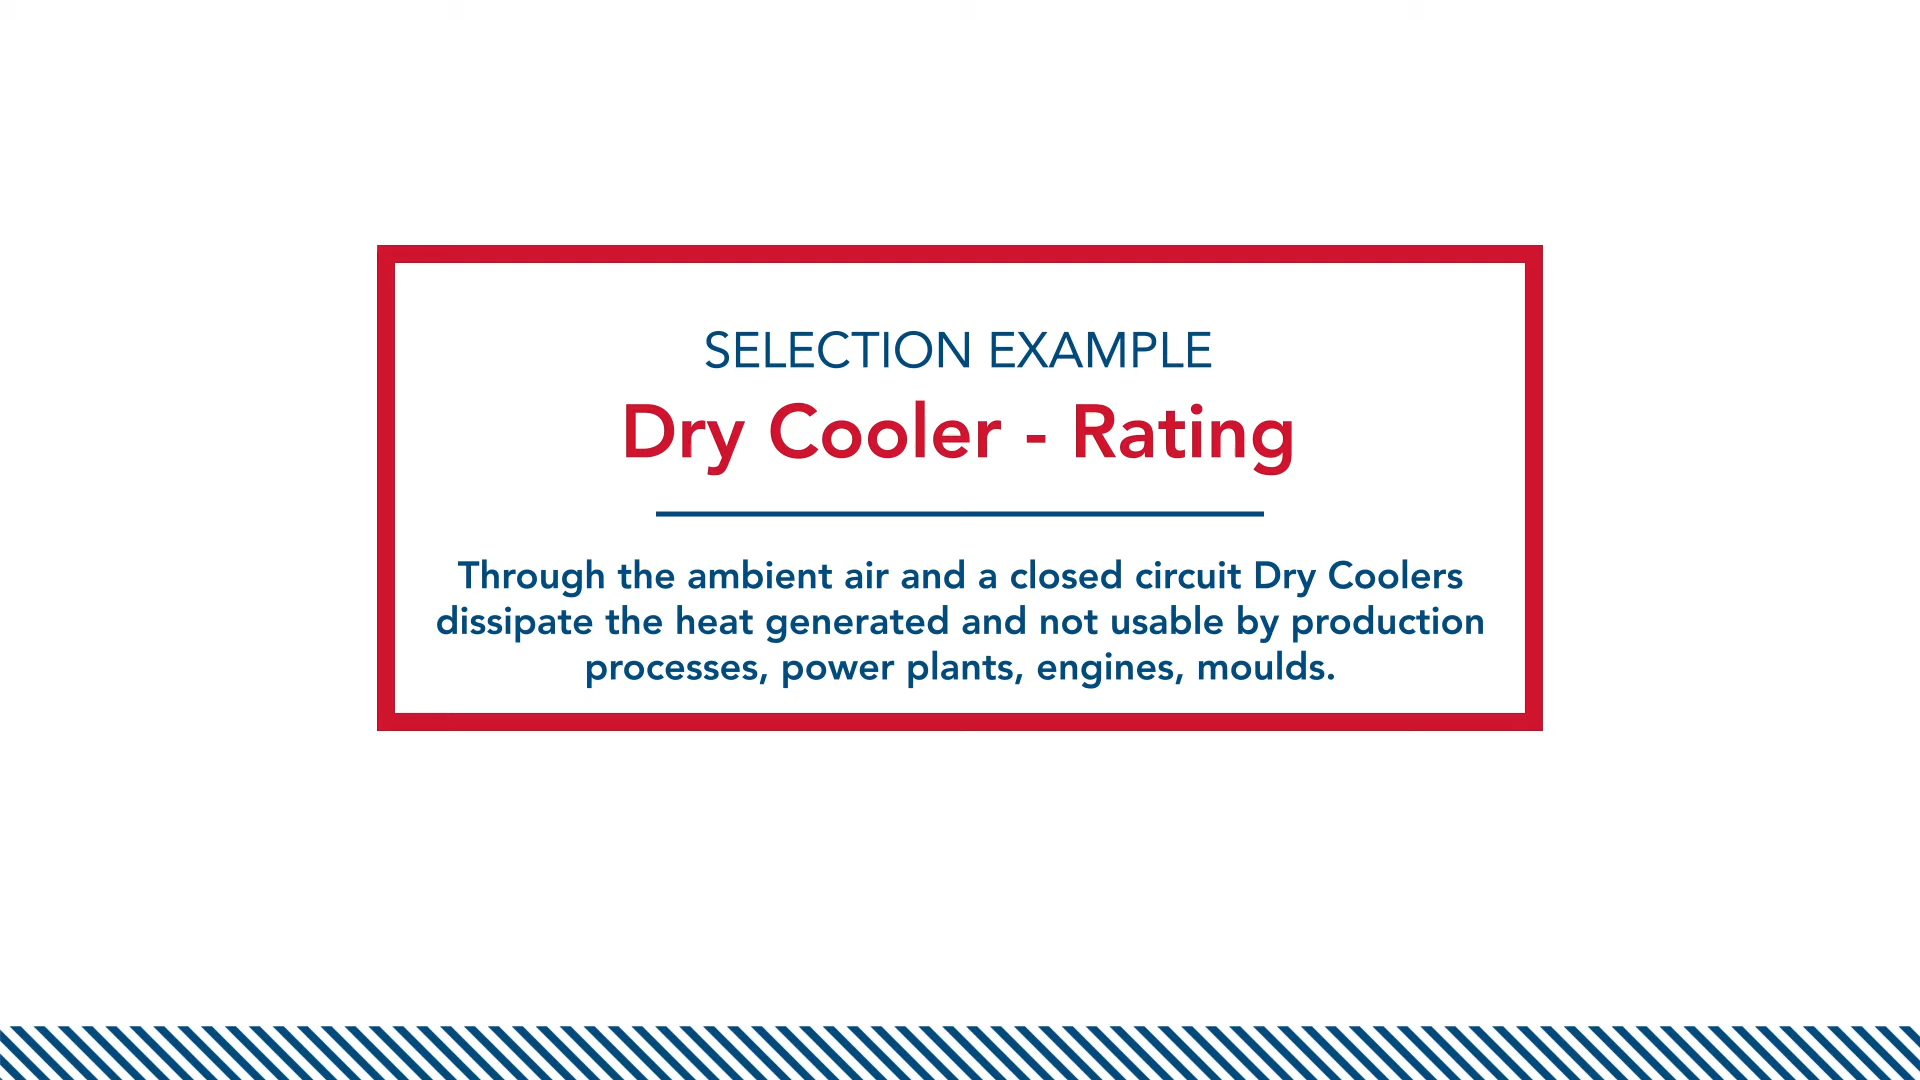 SELECTION EXAMPLE
Dry Cooler - Rating
Through the ambient air and a closed circuit Dry Coolers
dissipate the heat generated and not usable by production
processes, power plants, engines, moulds.